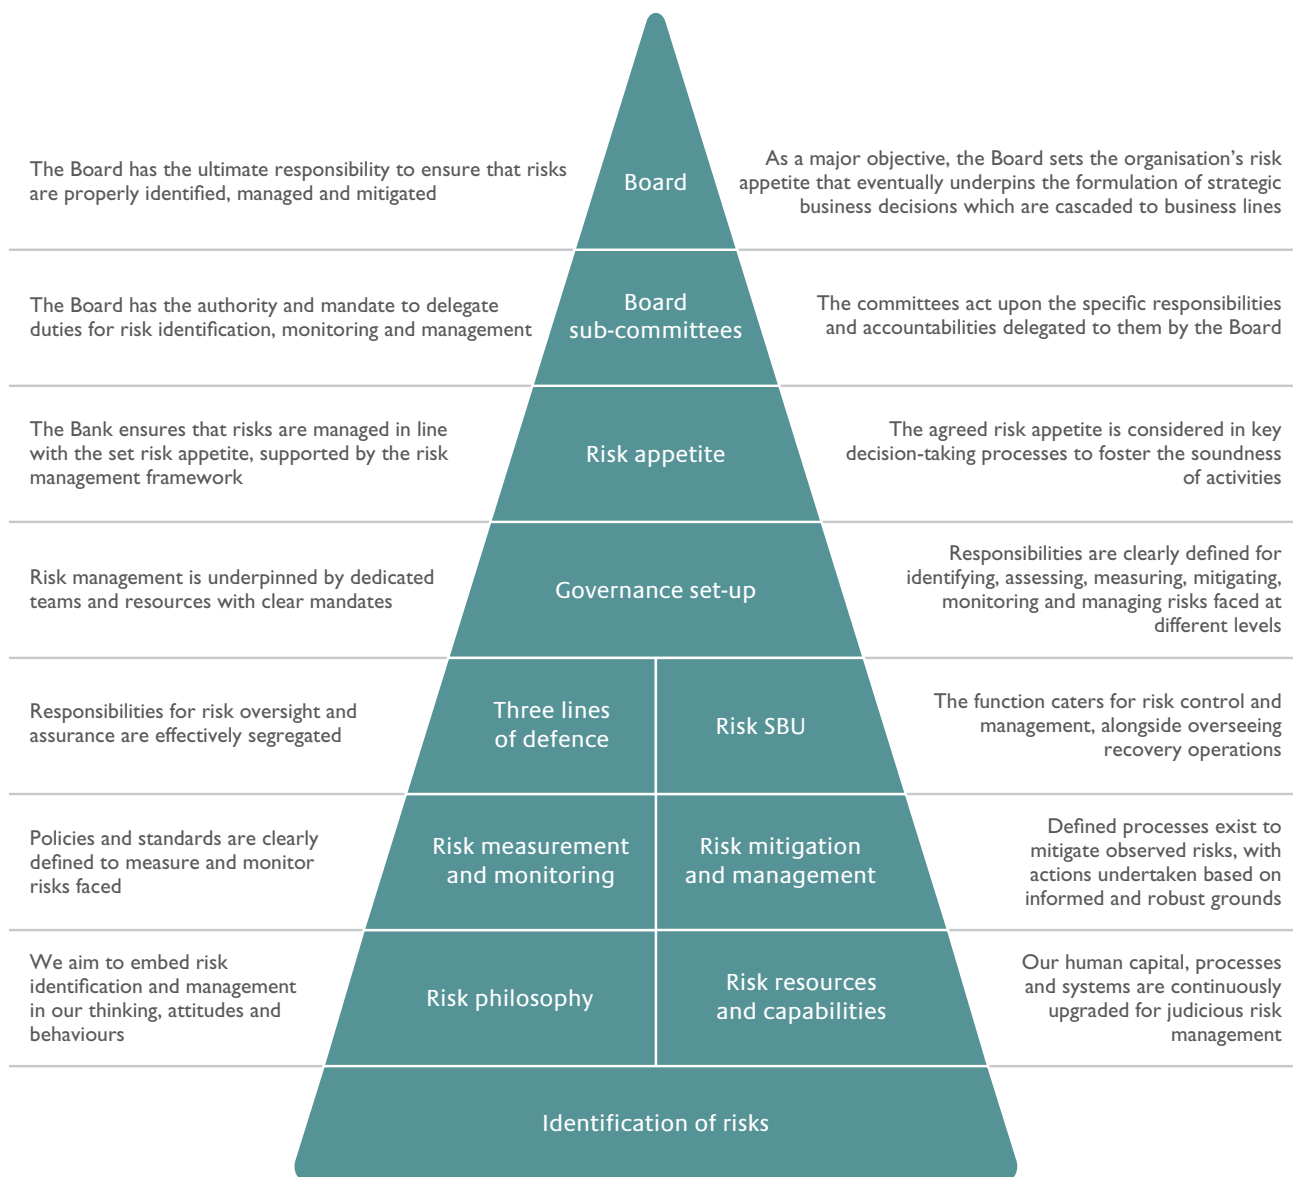 The Board has the ultimate responsibility to ensure that risks
are properly identified, managed and mitigated
Board
As a major objective, the Board sets the organisation’s risk
appetite that eventually underpins the formulation of strategic
business decisions which are cascaded to business lines
The Board has the authority and mandate to delegate
duties for risk identification, monitoring and management
Board
sub-committees
The committees act upon the specific responsibilities
and accountabilities delegated to them by the Board
The Bank ensures that risks are managed in line
with the set risk appetite, supported by the risk
management framework
Risk appetite
The agreed risk appetite is considered in key
decision-taking processes to foster the soundness
of activities
Risk management is underpinned by dedicated
teams and resources with clear mandates
Governance set-up
Responsibilities are clearly defined for
identifying, assessing, measuring, mitigating,
monitoring and managing risks faced at
different levels
Responsibilities for risk oversight and
assurance are effectively segregated
Three lines
of defence
Risk SBU
The function caters for risk control and
management, alongside overseeing
recovery operations
Policies and standards are clearly
defined to measure and monitor
risks faced
Risk measurement
and monitoring
Risk mitigation
and management
Defined processes exist to
mitigate observed risks, with
actions undertaken based on
informed and robust grounds
We aim to embed risk
identification and management
in our thinking, attitudes and
behaviours
Risk philosophy
Risk resources
and capabilities
Our human capital, processes
and systems are continuously
upgraded for judicious risk
management
Identification of risks